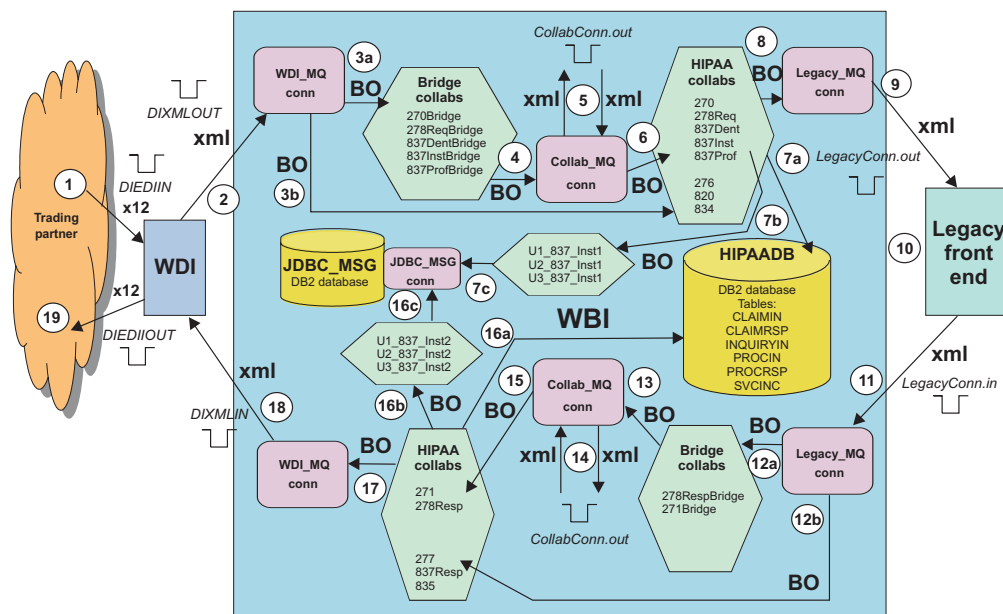 CollabConn.out
3a
8
WDI_MQ
conn
BO
Bridge
collabs
270Bridge
278ReqBridge
837DentBridge
837InstBridge
837ProfBridge
xml
5
xml
HIPAA
collabs
270
278Req
837Dent
837Inst
837Prof
276
820
834
BO
Legacy_MQ
conn
9
xml
DIXMLOUT
xml
4
BO
Collab_MQ
conn
6
BO
7a
LegacyConn.out
1
DIEDIIN
x12
2
BO
3b
7b
Trading
partner
WDI
x12
19
DIEDIIOUT
JDBC_MSG
DB2 database
JDBC_MSG
conn
7c
U1_837_Inst1
U2_837_Inst1
U3_837_Inst1
BO
HIPAADB
DB2 database
Tables:
CLAIMIN
CLAIMRSP
INQUIRYIN
PROCIN
PROCRSP
SVCINC
10
Legacy
front
end
16c
WBI
16a
U1_837_Inst2
U2_837_Inst2
U3_837_Inst2
xml
18
DIXMLIN
16b
BO
15
BO
Collab_MQ
conn
13
BO
xml
11
LegacyConn.in
WDI_MQ
conn
BO
17
HIPAA
collabs
271
278Resp
277
837Resp
835
xml
14
xml
CollabConn.out
Bridge
collabs
278RespBridge
271Bridge
BO
12a
Legacy_MQ
conn
12b
BO